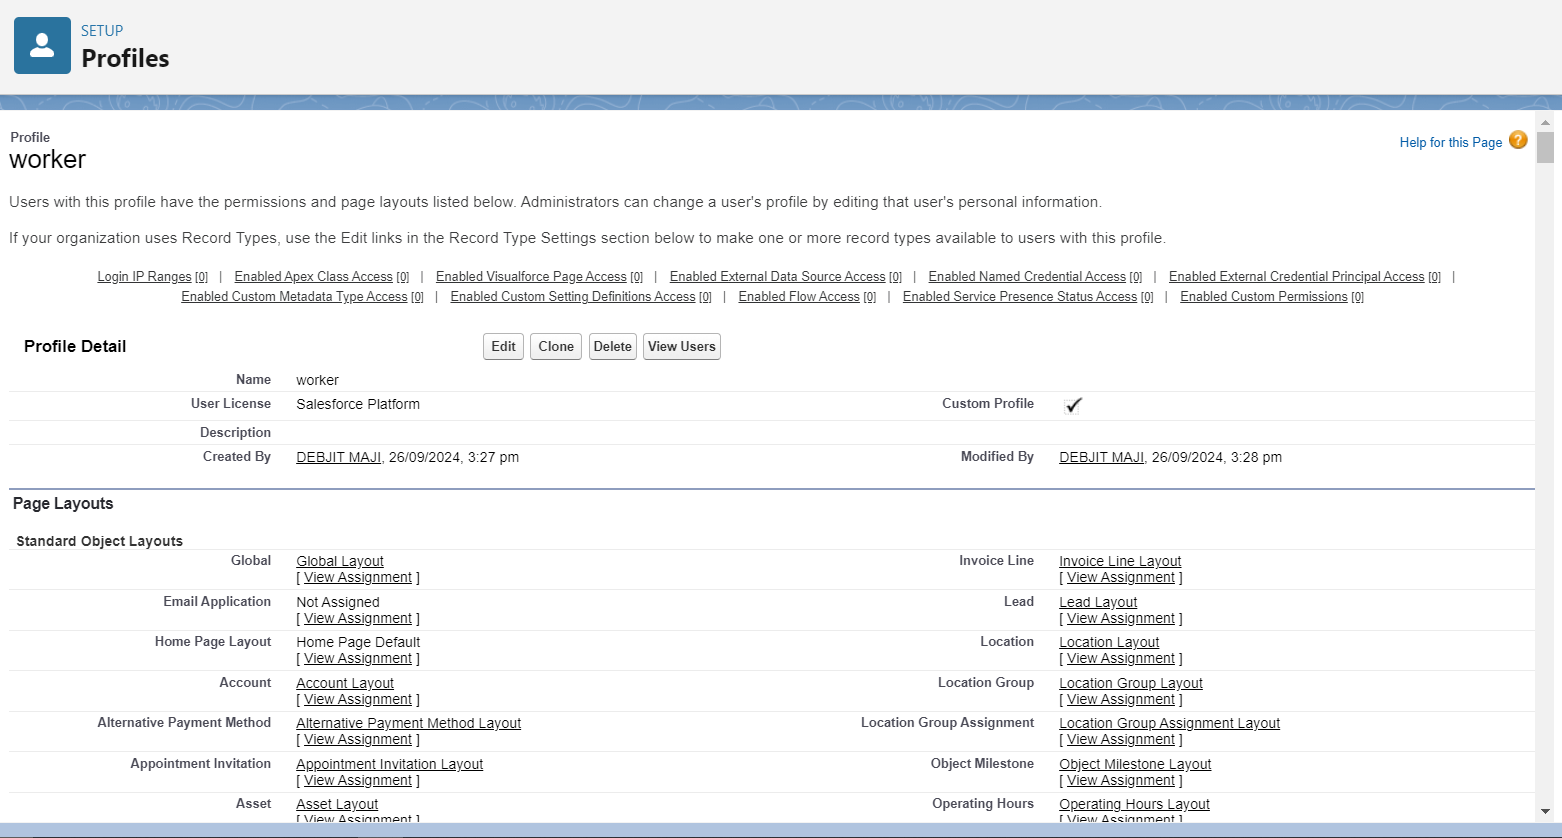 SETUP
Profiles
Profile
worker
Help for this Page ?
Users with this profile have the permissions and page layouts listed below. Administrators can change a user's profile by editing that user's personal information.
If your organization uses Record Types, use the Edit links in the Record Type Settings section below to make one or more record types available to users with this profile.
Login IP Ranges [0] | Enabled Apex Class Access [0] | Enabled Visualforce Page Access [0] | Enabled External Data Source Access [0] | Enabled Named Credential Access [0] | Enabled External Credential Principal Access [0] |
Enabled Custom Metadata Type Access [0] | Enabled Custom Setting Definitions Access [0] | Enabled Flow Access [0] | Enabled Service Presence Status Access [0] | Enabled Custom Permissions [0]
Profile Detail Edit Clone Delete View Users
Name worker
User License Salesforce Platform Custom Profile
Description
Created By DEBJIT MAJI, 26/09/2024, 3:27 pm Modified By DEBJIT MAJI, 26/09/2024, 3:28 pm
Page Layouts
Standard Object Layouts
Global Global Layout Invoice Line Invoice Line Layout
[ View Assignment ] [ View Assignment ]
Email Application Not Assigned Lead Lead Layout
[ View Assignment ] [ View Assignment ]
Home Page Layout Home Page Default Location Location Layout
[ View Assignment ] [ View Assignment ]
Account Account Layout Location Group Location Group Layout
[ View Assignment ] [ View Assignment ]
Alternative Payment Method Alternative Payment Method Layout Location Group Assignment Location Group Assignment Layout
[ View Assignment ] [ View Assignment ]
Appointment Invitation Appointment Invitation Layout Object Milestone Object Milestone Layout
[ View Assignment ] [ View Assignment ]
Asset Asset Layout Operating Hours Operating Hours Layout
[ View Assignment ] [ View Assignment ]